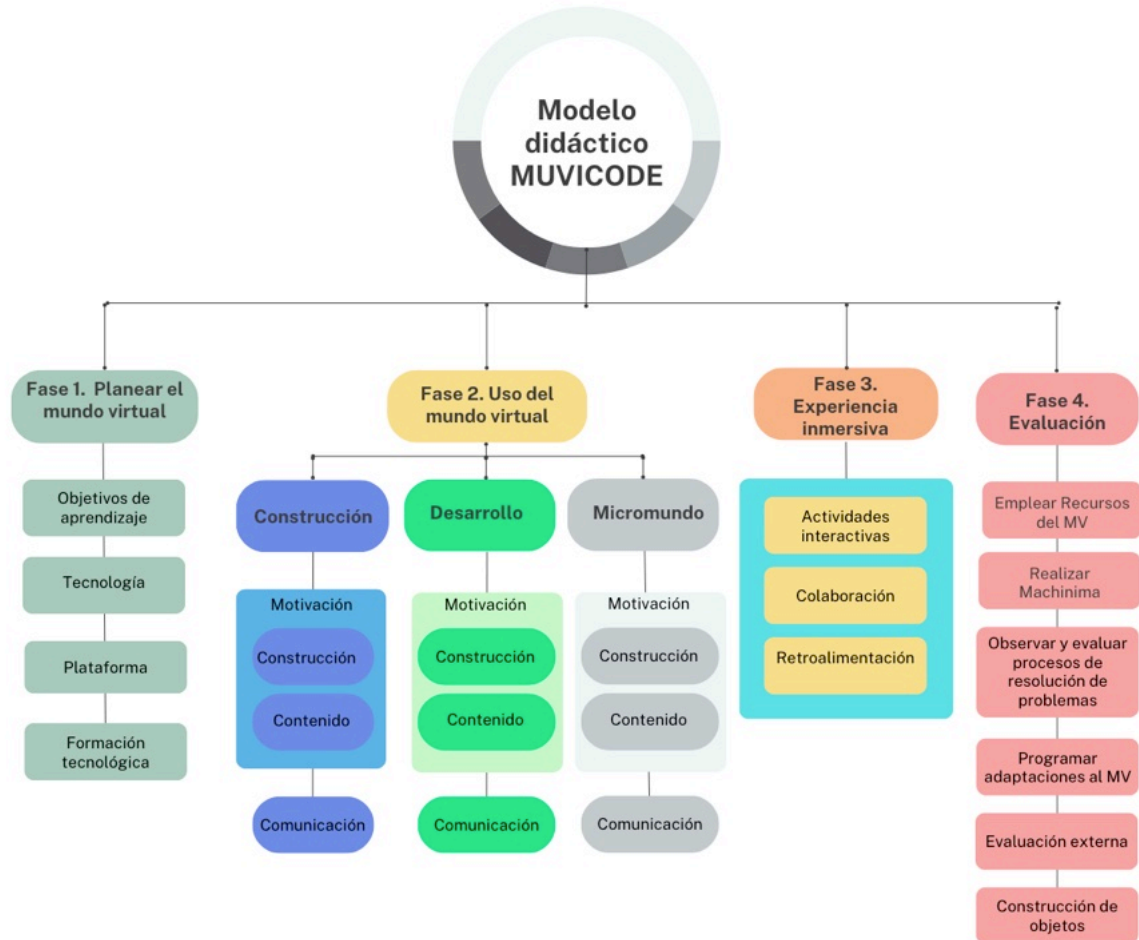 Modelo
didáctico
MUVICODE
Fase 1. Planear el
mundo virtual
Objetivos de
aprendizaje
Tecnología
Plataforma
Formación
tecnológica
Fase 2. Uso del
mundo virtual
Construcción
Motivación
Construcción
Contenido
Comunicación
Desarrollo
Motivación
Construcción
Contenido
Comunicación
Micromundo
Motivación
Construcción
Contenido
Comunicación
Fase 3.
Experiencia
inmersiva
Actividades
interactivas
Colaboración
Retroalimentación
Fase 4.
Evaluación
Emplear Recursos
del MV
Realizar
Machinima
Observar y evaluar
procesos de
resolución de
problemas
Programar
adaptaciones al MV
Evaluación externa
Construcción de
objetos